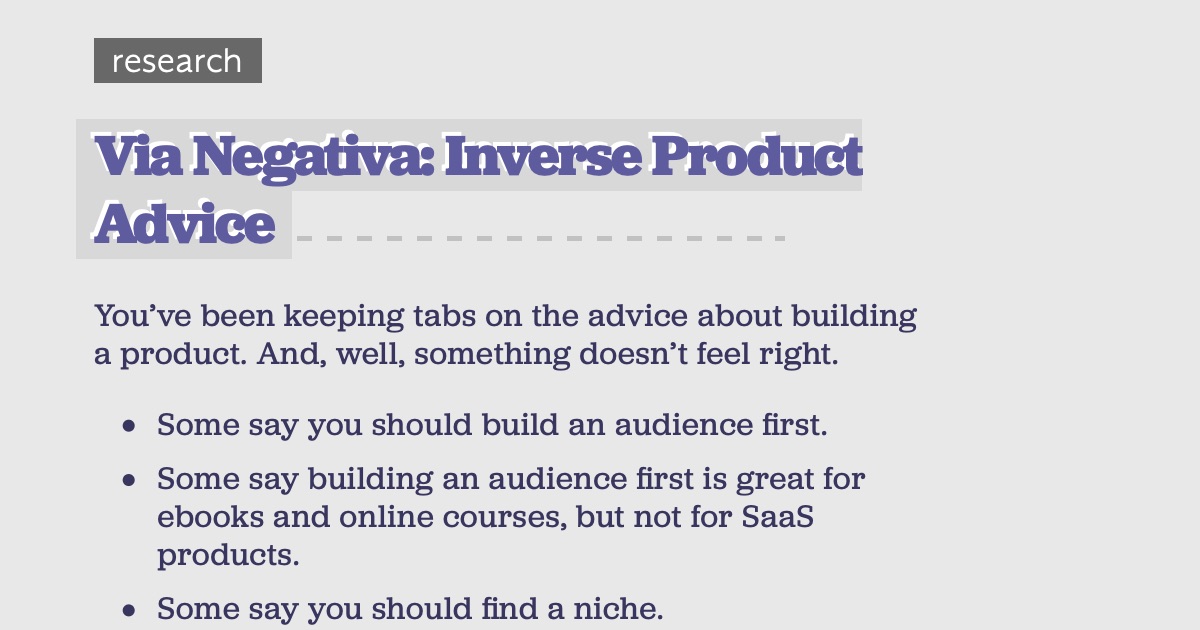 research
Via Negativa: Inverse Product
Advice
You’ve been keeping tabs on the advice about building
a product. And, well, something doesn’t feel right.
• Some say you should build an audience first.
• Some say building an audience first is great for
ebooks and online courses, but not for SaaS
products.
• Some say you should find a niche.